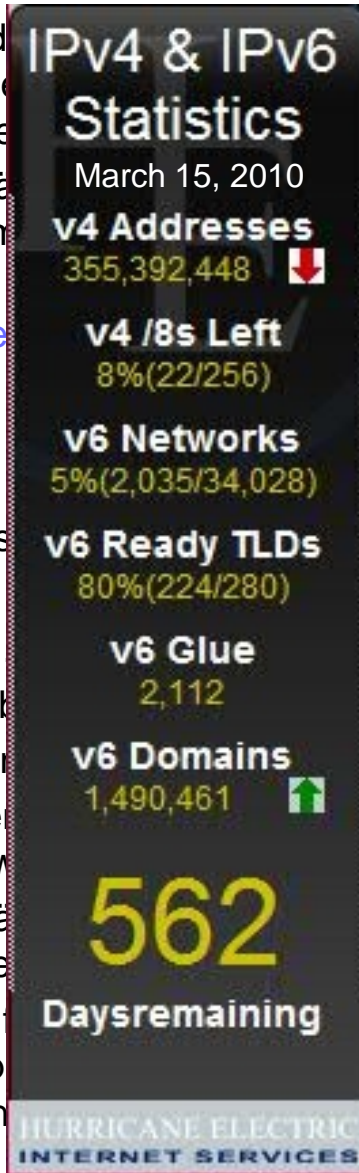 IPv4 & IPv6
Statistics
March 15, 2010
v4 Addresses
355,392,448
v4 /8s Left
8%(22/256)
v6 Networks
5%(2,035/34,028)
v6 Ready TLDs
80%(224/280)
v6 Glue
2,112
v6 Domains
1,490,461
562
Daysremaining
HURRICANE ELECTRIC
INTERNET SERVICES